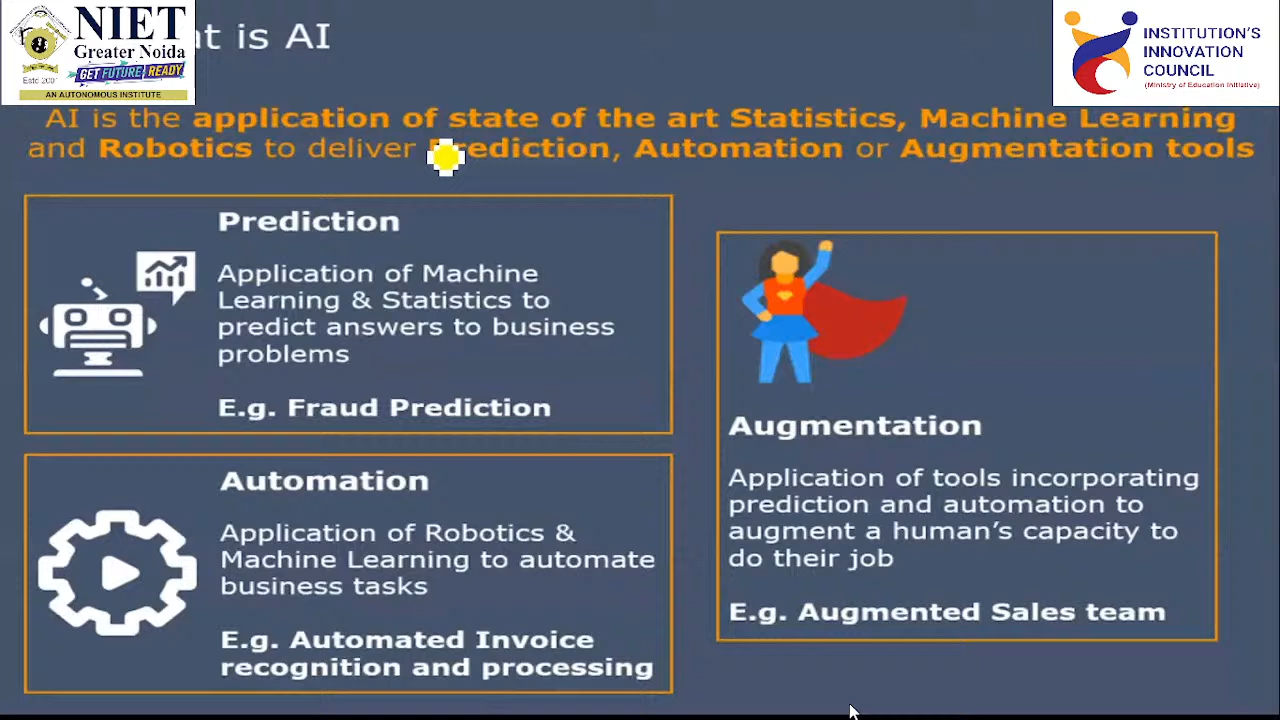 NIET
Greater Noida
GET FUTURE READY
AN AUTONOMOUS INSTITUTE
is AI
INSTITUTION'S
INNOVATION
COUNCIL
(Ministry of Education Initiative)
AI is the application of state of the art Statistics, Machine Learning
and Robotics to deliver Prediction, Automation or Augmentation tools
Prediction
Application of Machine
Learning & Statistics to
predict answers to business
problems
E.g. Fraud Prediction
Automation
Application of Robotics &
Machine Learning to automate
business tasks
E.g. Automated Invoice
recognition and processing
Augmentation
Application of tools incorporating
prediction and automation to
augment a human's capacity to
do their job
E.g. Augmented Sales team